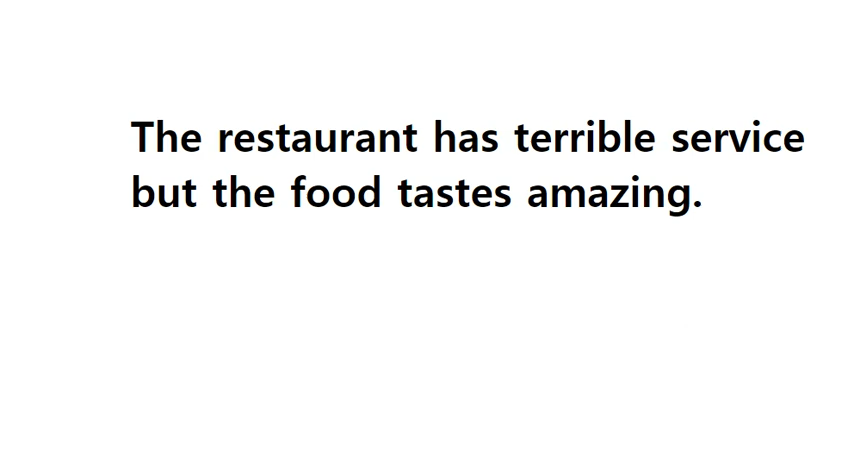 The restaurant has terrible service
but the food tastes amazing.